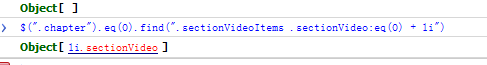 Object[ ]
> $(".chapter").eq(0).find(".sectionVideoItems .sectionVideo:eq(0) + li")
Object[ li.sectionVideo ]